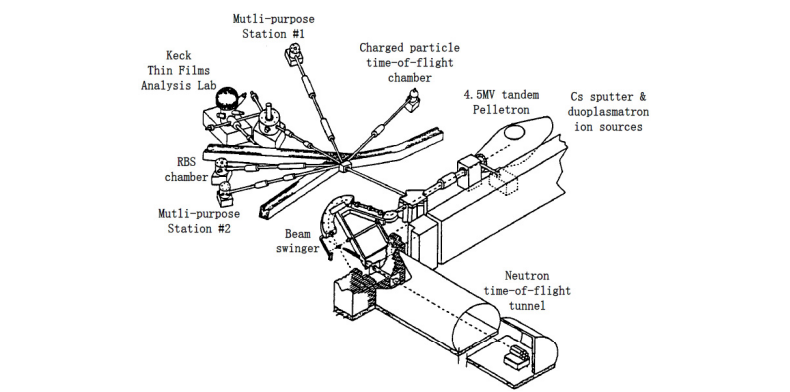 Mutli-purpose
Station #1
Keck
Thin Films
Analysis Lab
Charged particle
time-of-flight
chamber
4.5MV tandem
Pelletron
Cs sputter &
duoplasmatron
ion sources
RBS
chamber
Mutli-purpose
Station #2
Beam
swinger
Neutron
time-of-flight
tunnel